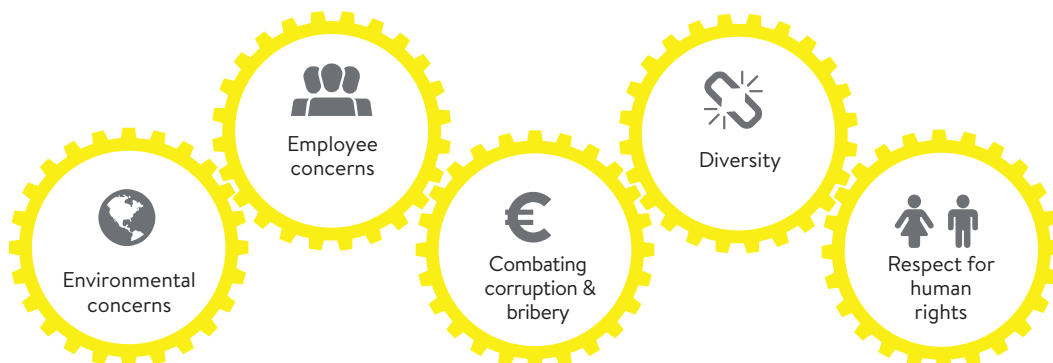 Environmental
concerns
Employee
concerns
€
Combating
corruption &
bribery
Diversity
Respect for
human
rights